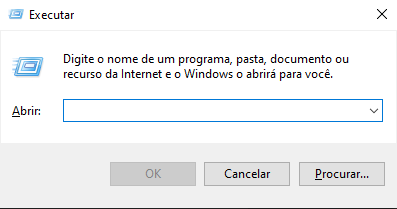 Executar
Digite o nome de um programa, pasta, documento ou
recurso da Internet e o Windows o abrirá para você.
Abrir:
OK
Cancelar
Procurar...